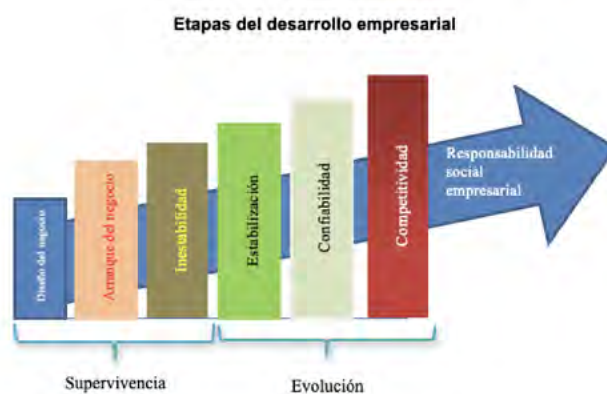 Etapas del desarrollo empresarial
Diseño del negocio
Arranque del negocio
Inestabilidad
Estabilización
Confiabilidad
Competitividad
Responsabilidad
social
empresarial
Supervivencia
Evolución